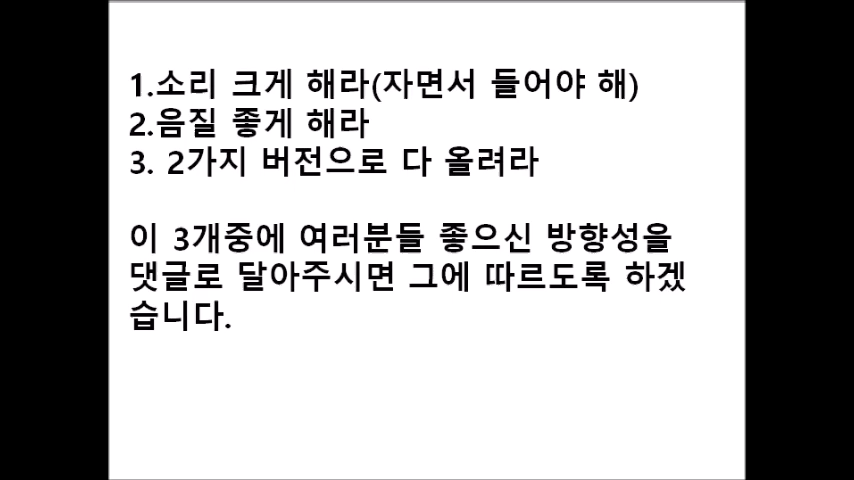 1.소리 크게 해라(자면서 들어야 해)
2.음질 좋게 해라
3. 2가지 버전으로 다 올려라
이 3개중에 여러분들 좋으신 방향성을
댓글로 달아주시면 그에 따르도록 하겠
습니다.